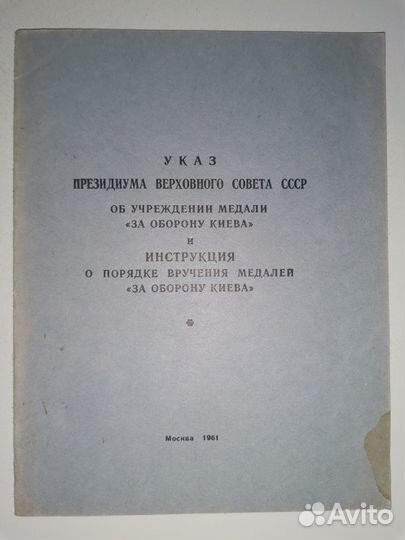 УКАЗ
ПРЕЗИДИУМА ВЕРХОВНОГО СОВЕТА СССР
ОБ УЧРЕЖДЕНИИ МЕДАЛИ
«ЗА ОБОРОНУ КИЕВА»
и
ИНСТРУКЦИЯ
О ПОРЯДКЕ ВРУЧЕНИЯ МЕДАЛЕЙ
«ЗА ОБОРОНУ КИЕВА»
Москва 1961
Avito